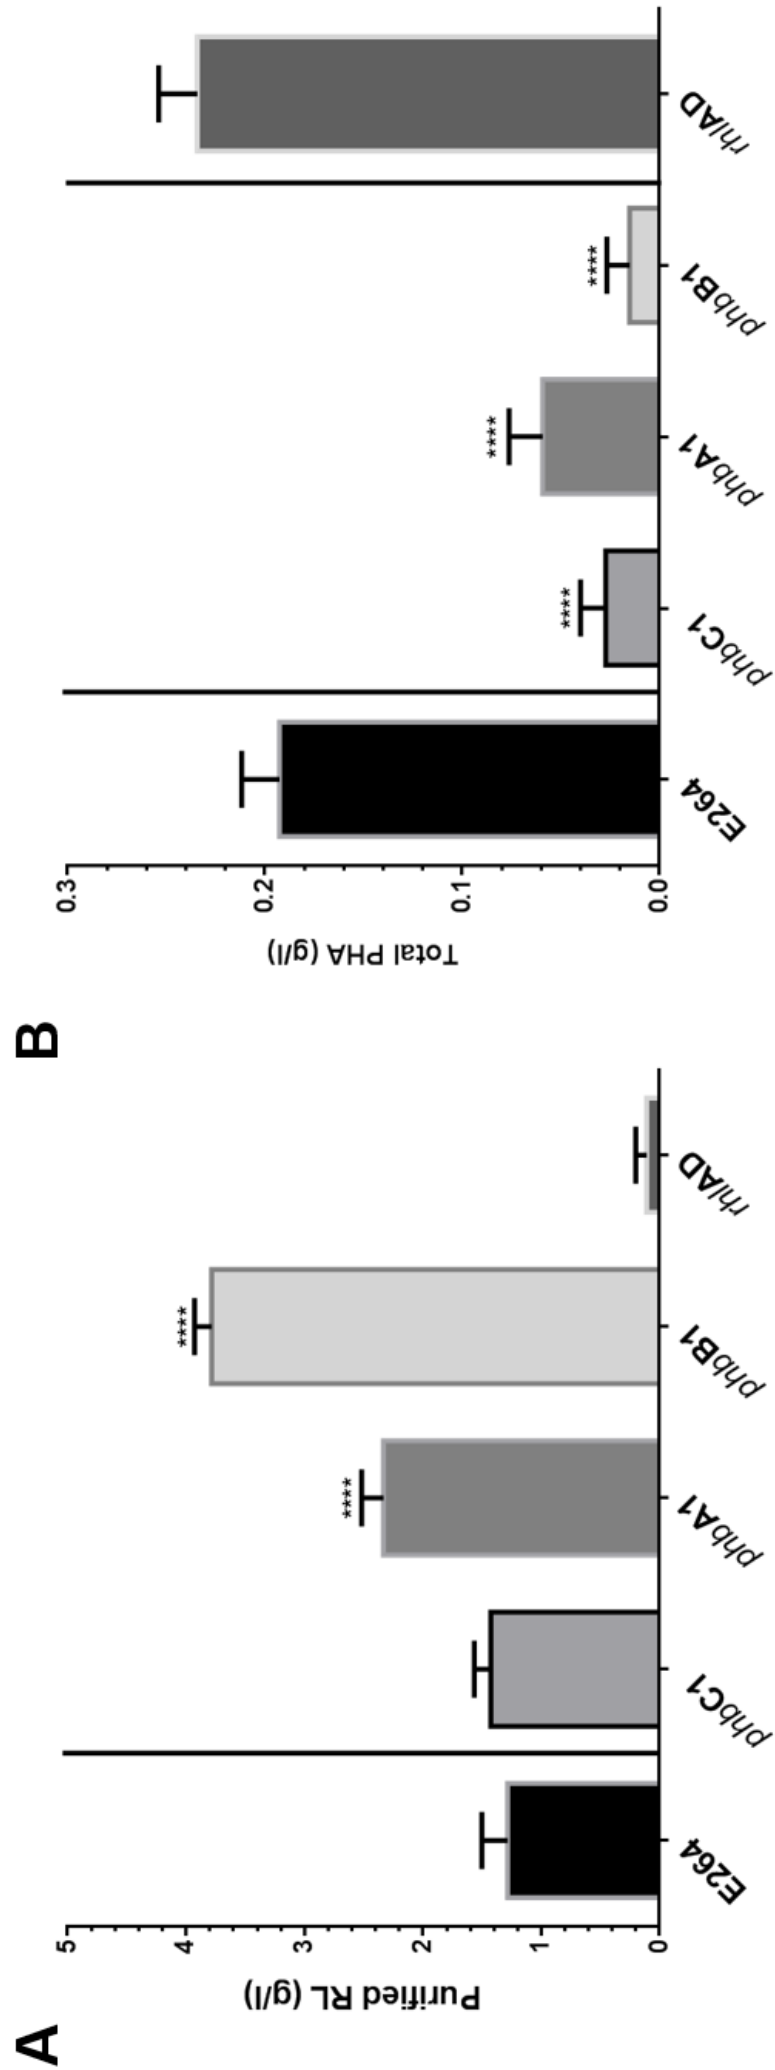 A
Purified RL (g/l)
5
4
3
2
1
0
****
****
E264
phbC1
phbA1
phbB1
rhlAD
B
Total PHA (g/l)
0.3
0.2
0.1
0.0
****
****
****
E264
phbC1
phbA1
phbB1
rhlAD